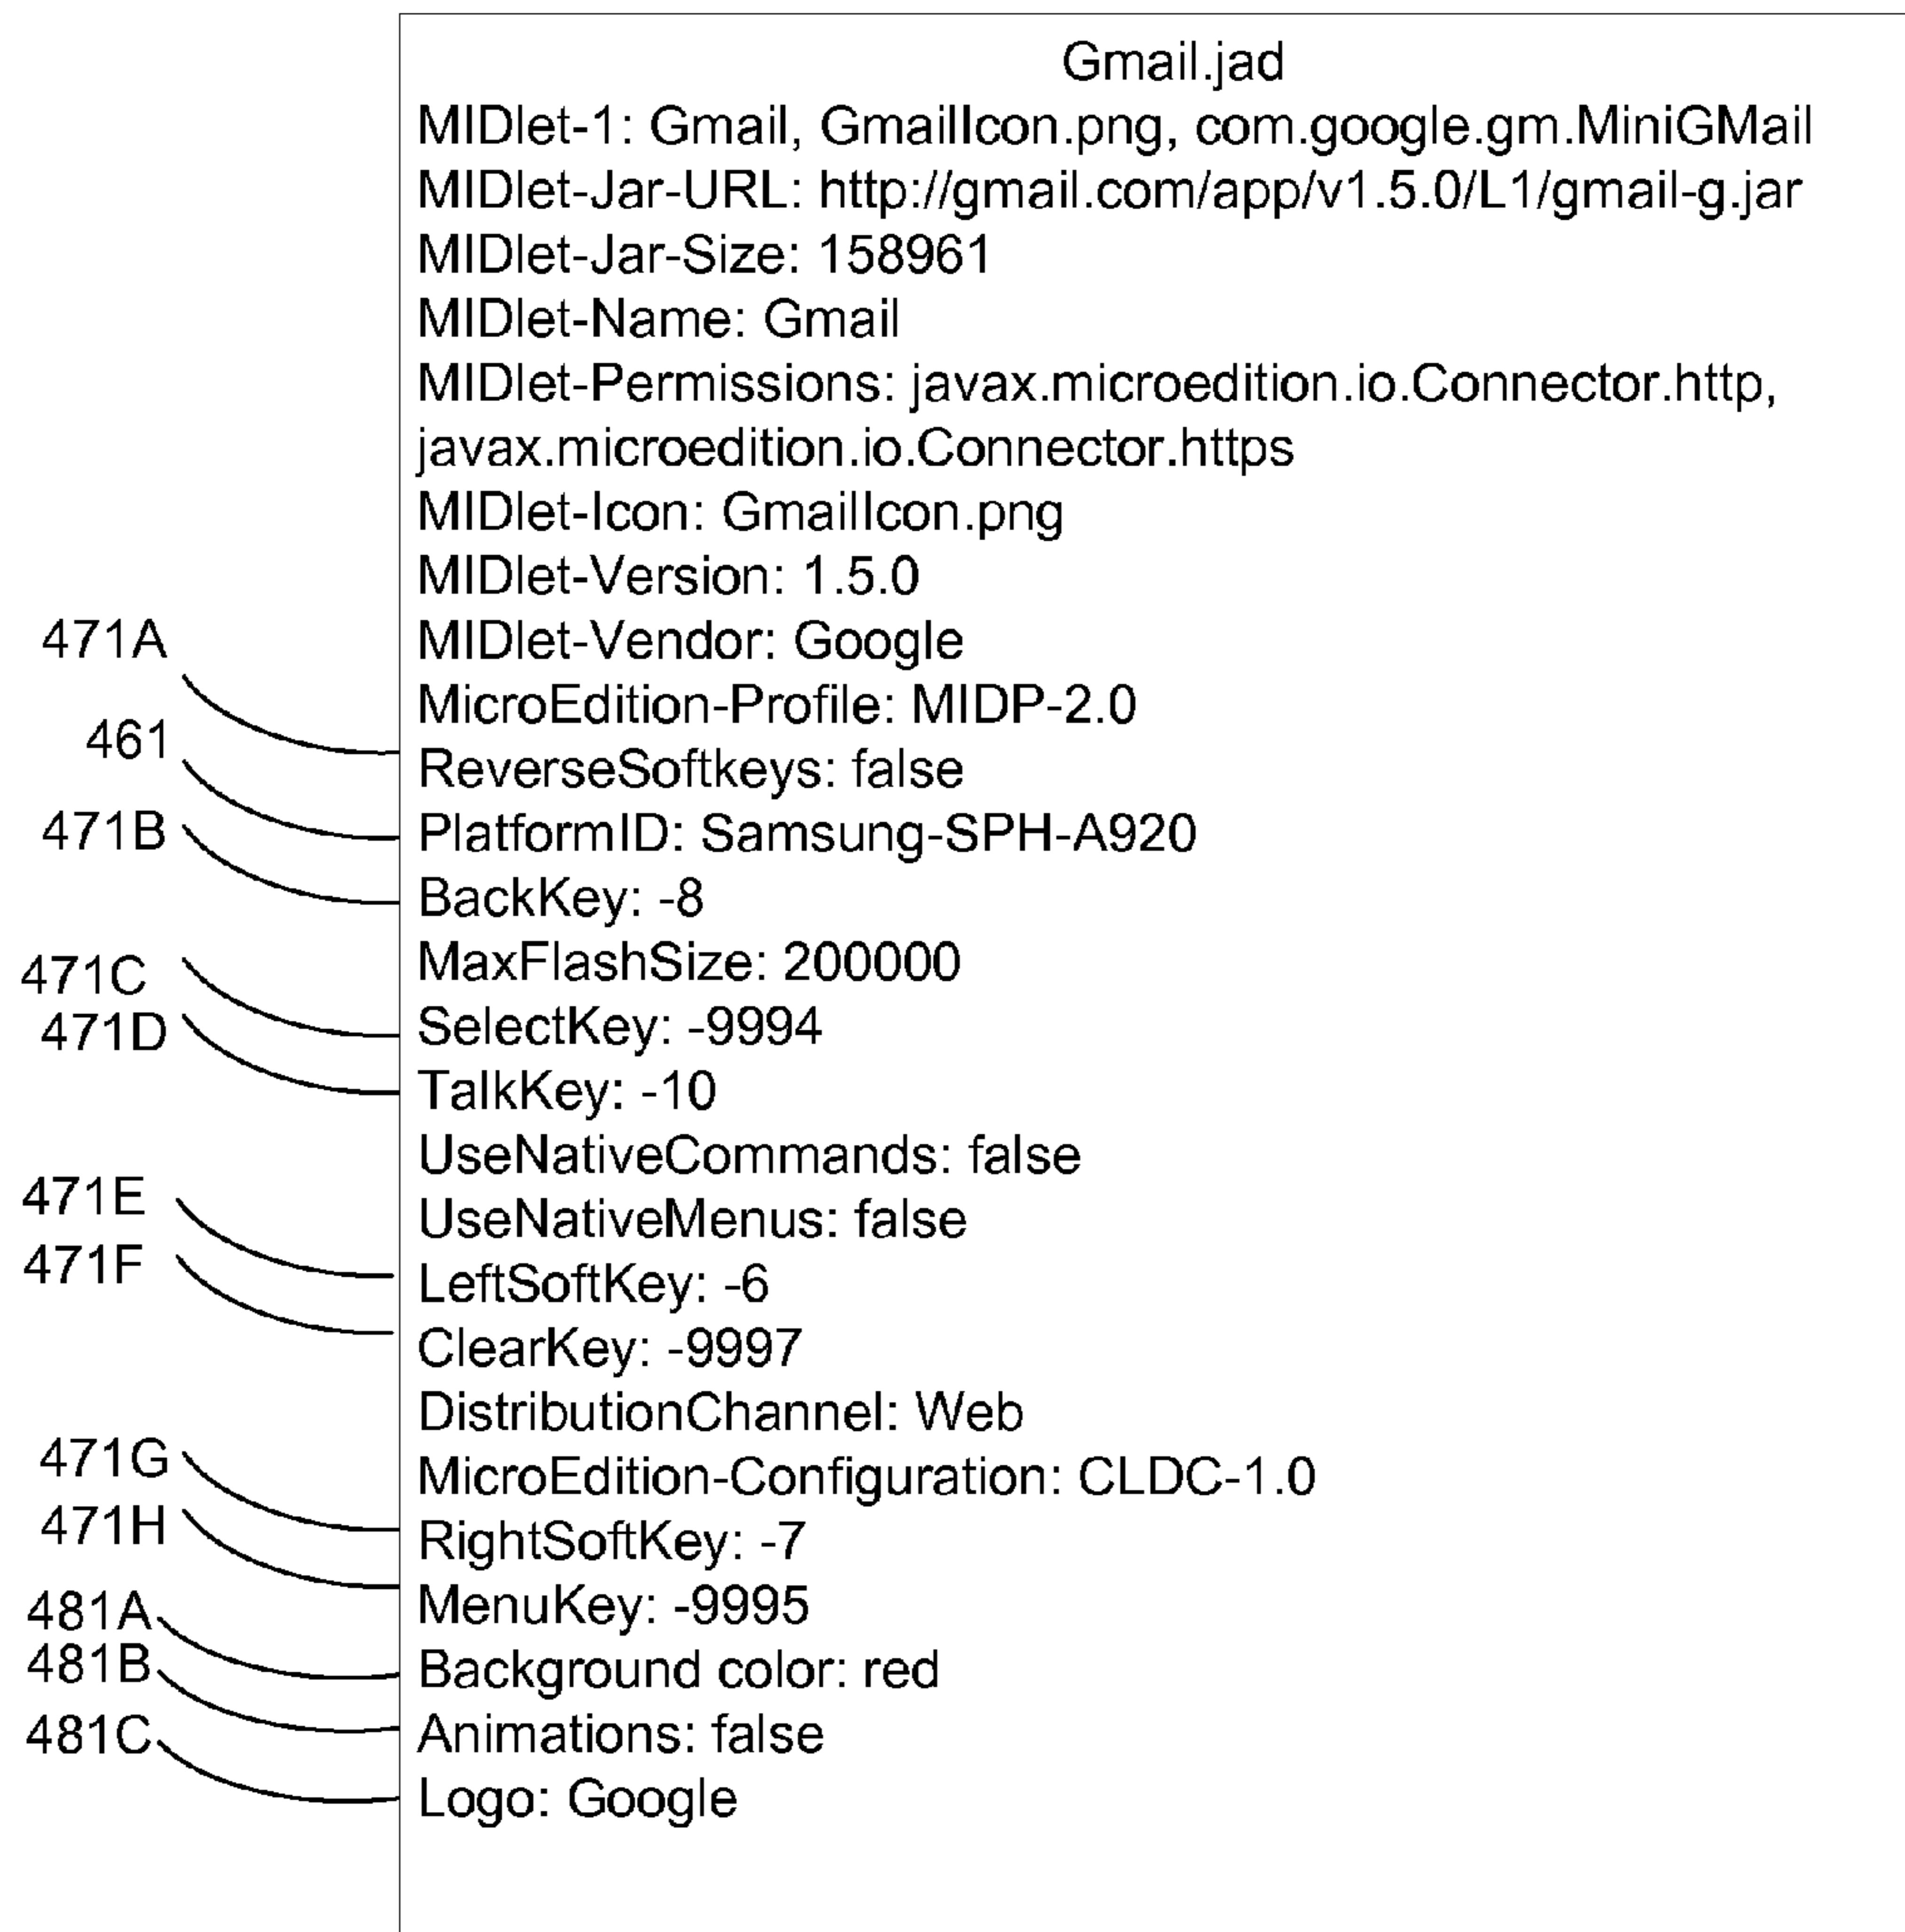 Gmail.jad
MIDlet-1: Gmail, GmailIcon.png, com.google.gm.MiniGMail
MIDlet-Jar-URL: http://gmail.com/app/v1.5.0/L1/gmail-g.jar
MIDlet-Jar-Size: 158961
MIDlet-Name: Gmail
MIDlet-Permissions: javax.microedition.io.Connector.http,
javax.microedition.io.Connector.https
MIDlet-Icon: GmailIcon.png
MIDlet-Version: 1.5.0
471A
MIDlet-Vendor: Google
MicroEdition-Profile: MIDP-2.0
461
ReverseSoftkeys: false
471B
PlatformID: Samsung-SPH-A920
BackKey: -8
471C
MaxFlashSize: 200000
471D
SelectKey: -9994
TalkKey: -10
UseNativeCommands: false
471E
UseNativeMenus: false
471F
LeftSoftKey: -6
ClearKey: -9997
DistributionChannel: Web
471G
MicroEdition-Configuration: CLDC-1.0
471H
RightSoftKey: -7
481A
MenuKey: -9995
481B
Background color: red
481C
Animations: false
Logo: Google